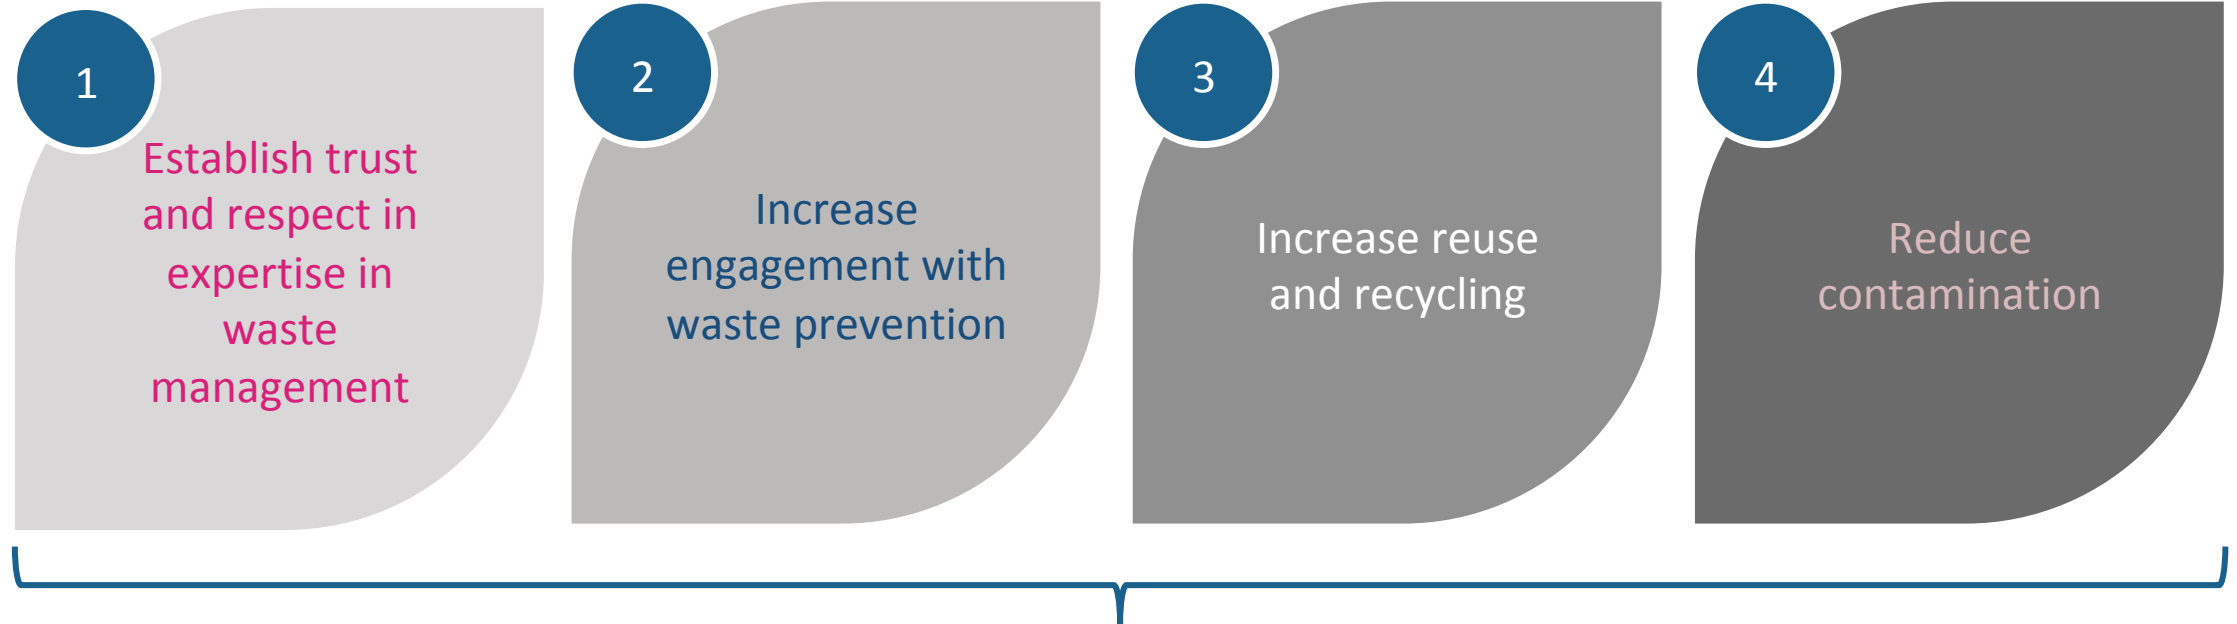 1
Establish trust
and respect in
expertise in
waste
management
2
Increase
engagement with
waste prevention
3
Increase reuse
and recycling
4
Reduce
contamination